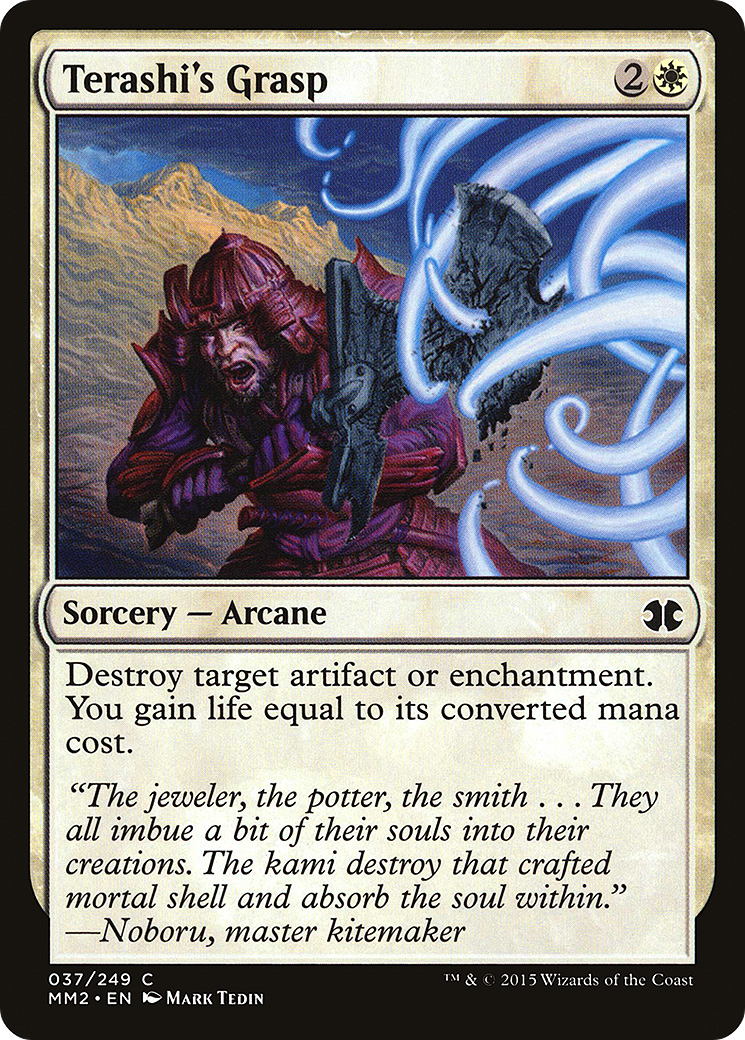 Terashi's Grasp 2
Sorcery — Arcane
Destroy target artifact or enchantment.
You gain life equal to its converted mana
cost.
“The jeweler, the potter, the smith . . . They
all imbue a bit of their souls into their
creations. The kami destroy that crafted
mortal shell and absorb the soul within.”
—Noboru, master kitemaker
037/249 C
MM2 • EN Mark Tedin
™ & © 2015 Wizards of the Coast